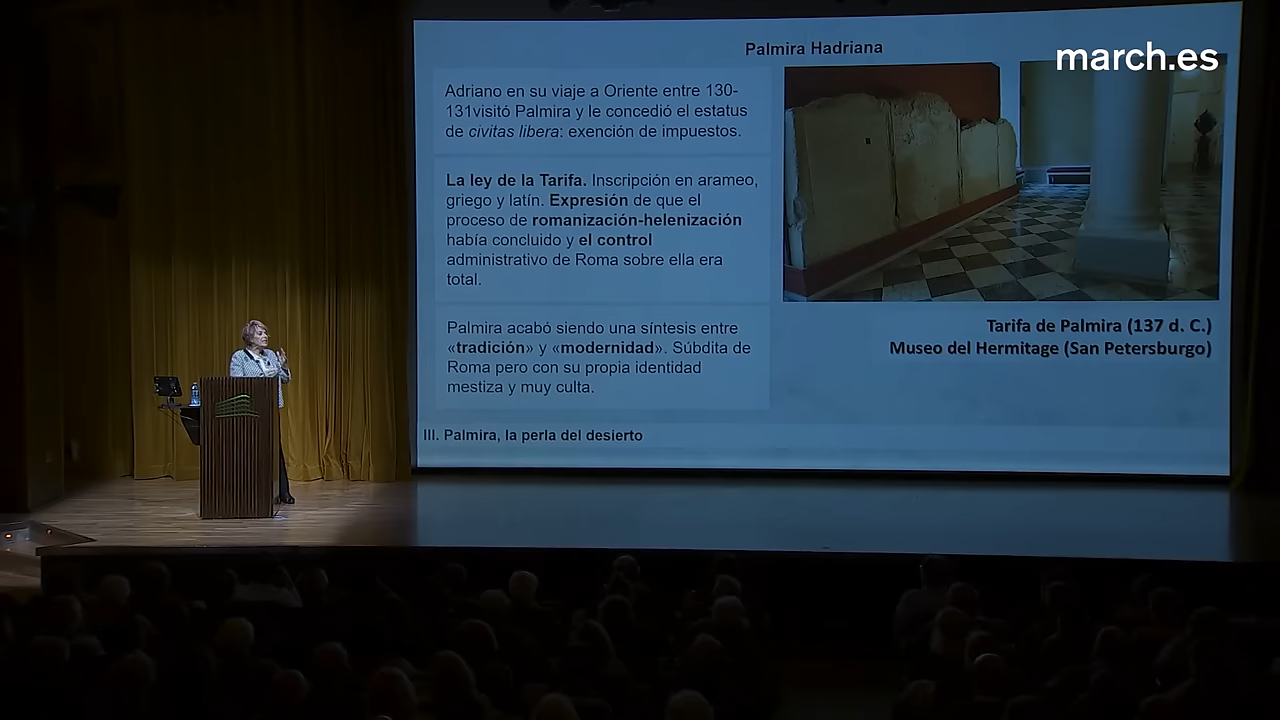 Palmira Hadriana
march.es
Adriano en su viaje a Oriente entre 130-
131visitó Palmira y le concedió el estatus
de civitas libera: exención de impuestos.
La ley de la Tarifa. Inscripción en arameo,
griego y latín. Expresión de que el
proceso de romanización-helenización
había concluido y el control
administrativo de Roma sobre ella era
total.
Palmira acabó siendo una síntesis entre
«tradición» y «modernidad». Súbdita de
Roma pero con su propia identidad
mestiza y muy culta.
Tarifa de Palmira (137 d. C.)
Museo del Hermitage (San Petersburgo)
III. Palmira, la perla del desierto